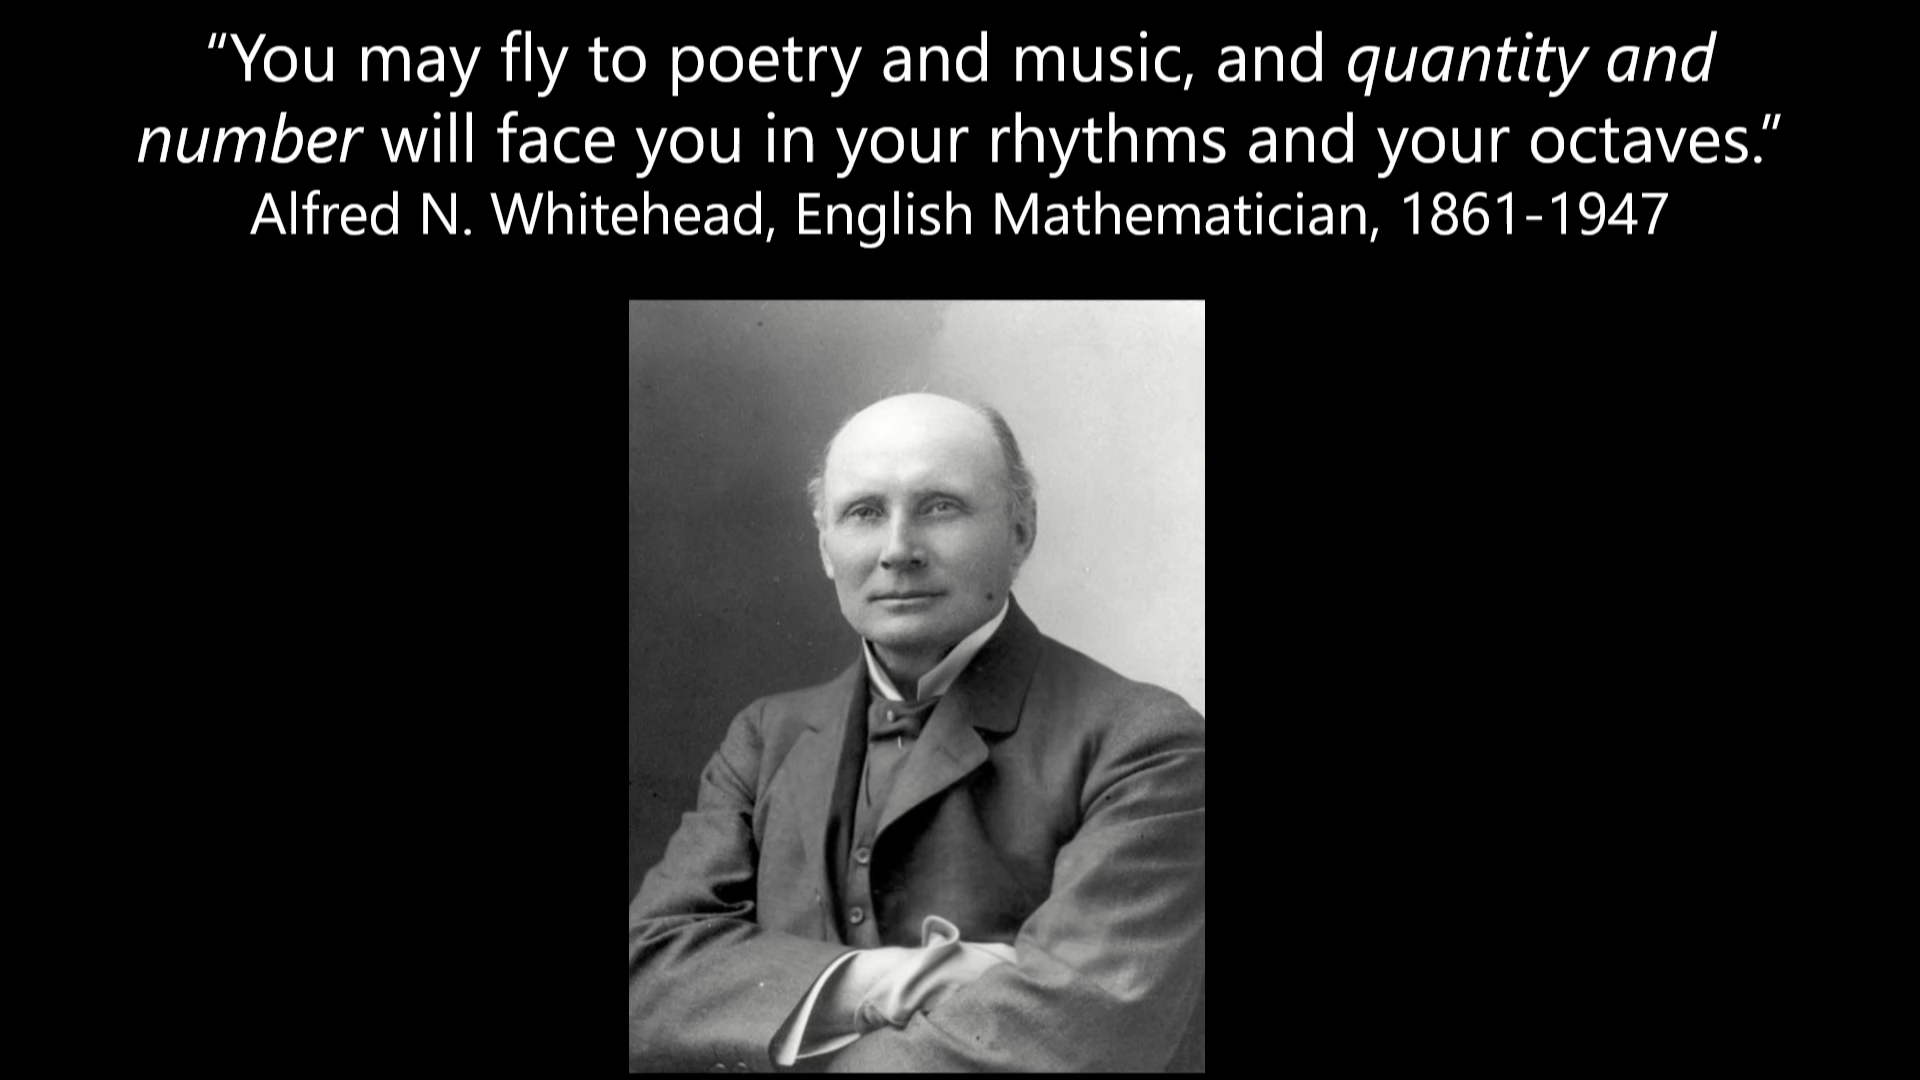 “You may fly to poetry and music, and quantity and
number will face you in your rhythms and your octaves.”
Alfred N. Whitehead, English Mathematician, 1861-1947